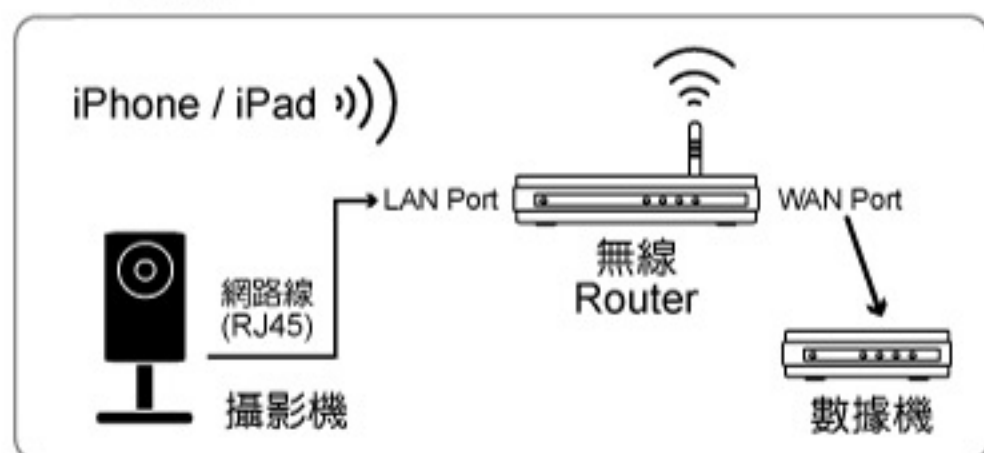 iPhone / iPad
LAN Port
WAN Port
無線
Router
網路線
(RJ45)
攝影機
數據機